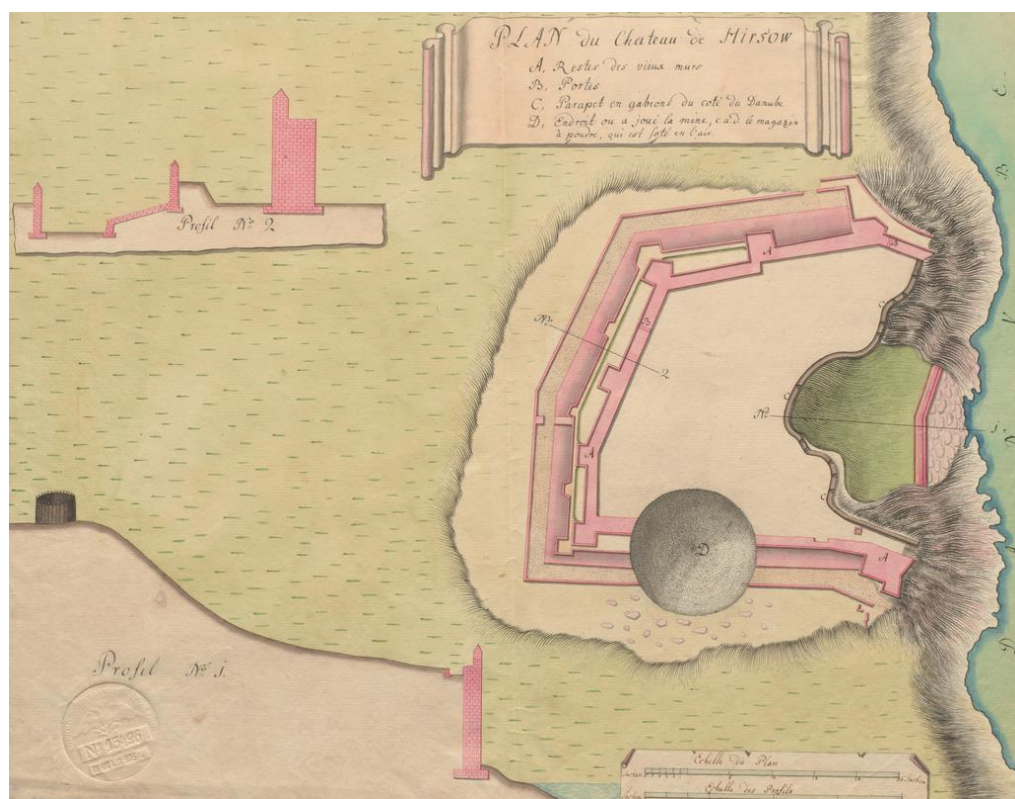 PLAN du Chateau de Hirsow
A, Restes des vieux murs
B, Portes
C, Parapet en gabions du coté du Danube
D, Endroit ou a joué la mine, c.a.d le magazin
à poudre, qui est soté en l'air.
Profil No. 2
A
B
No.
B
2
C
C
No.
1.
A
C
D
A
Profil No. 1.
Echelle du Plan
Echelle des Profils